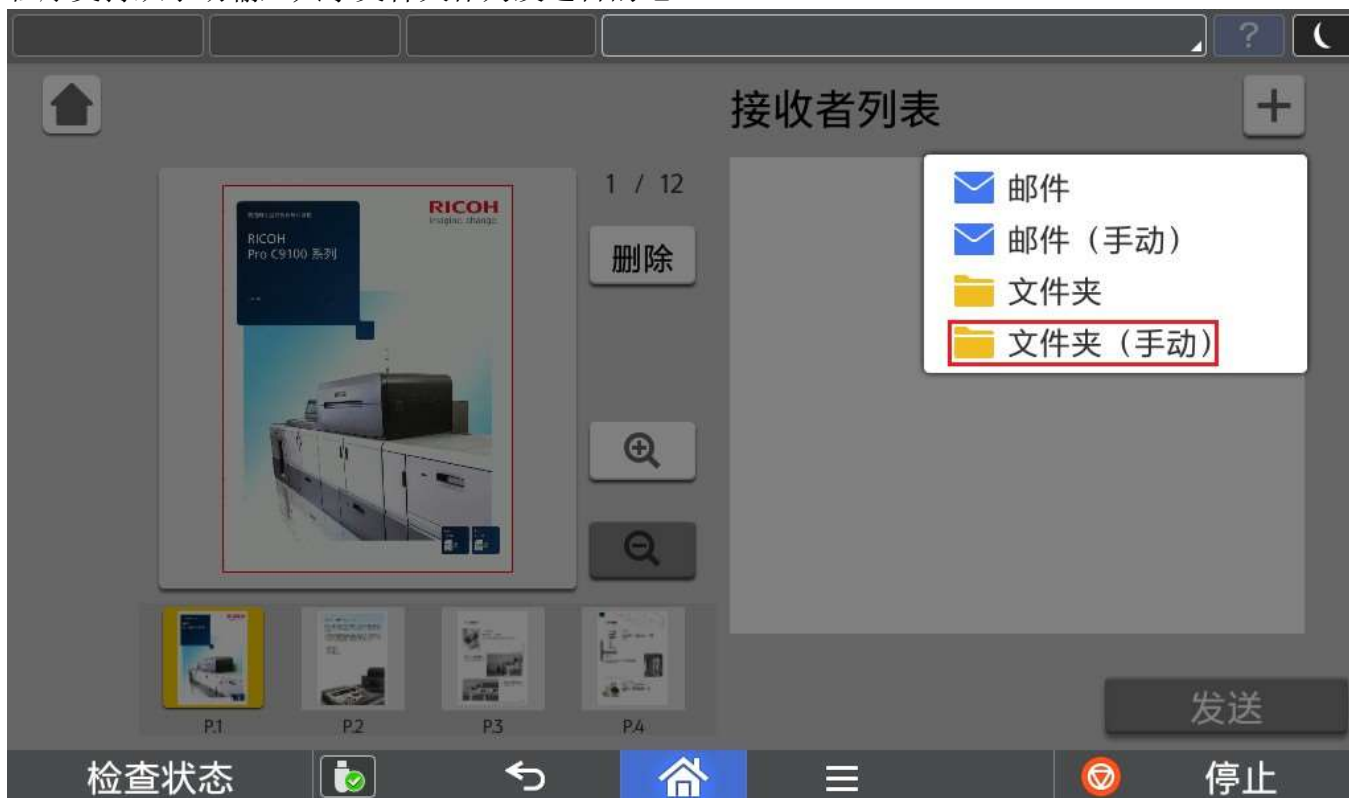 接收者列表
1 / 12
删除
RICOH
imagine. change.
RICOH
Pro C9100 系列
邮件
邮件（手动）
文件夹
文件夹（手动）
P.1
P.2
P.3
P.4
发送
检查状态
停止